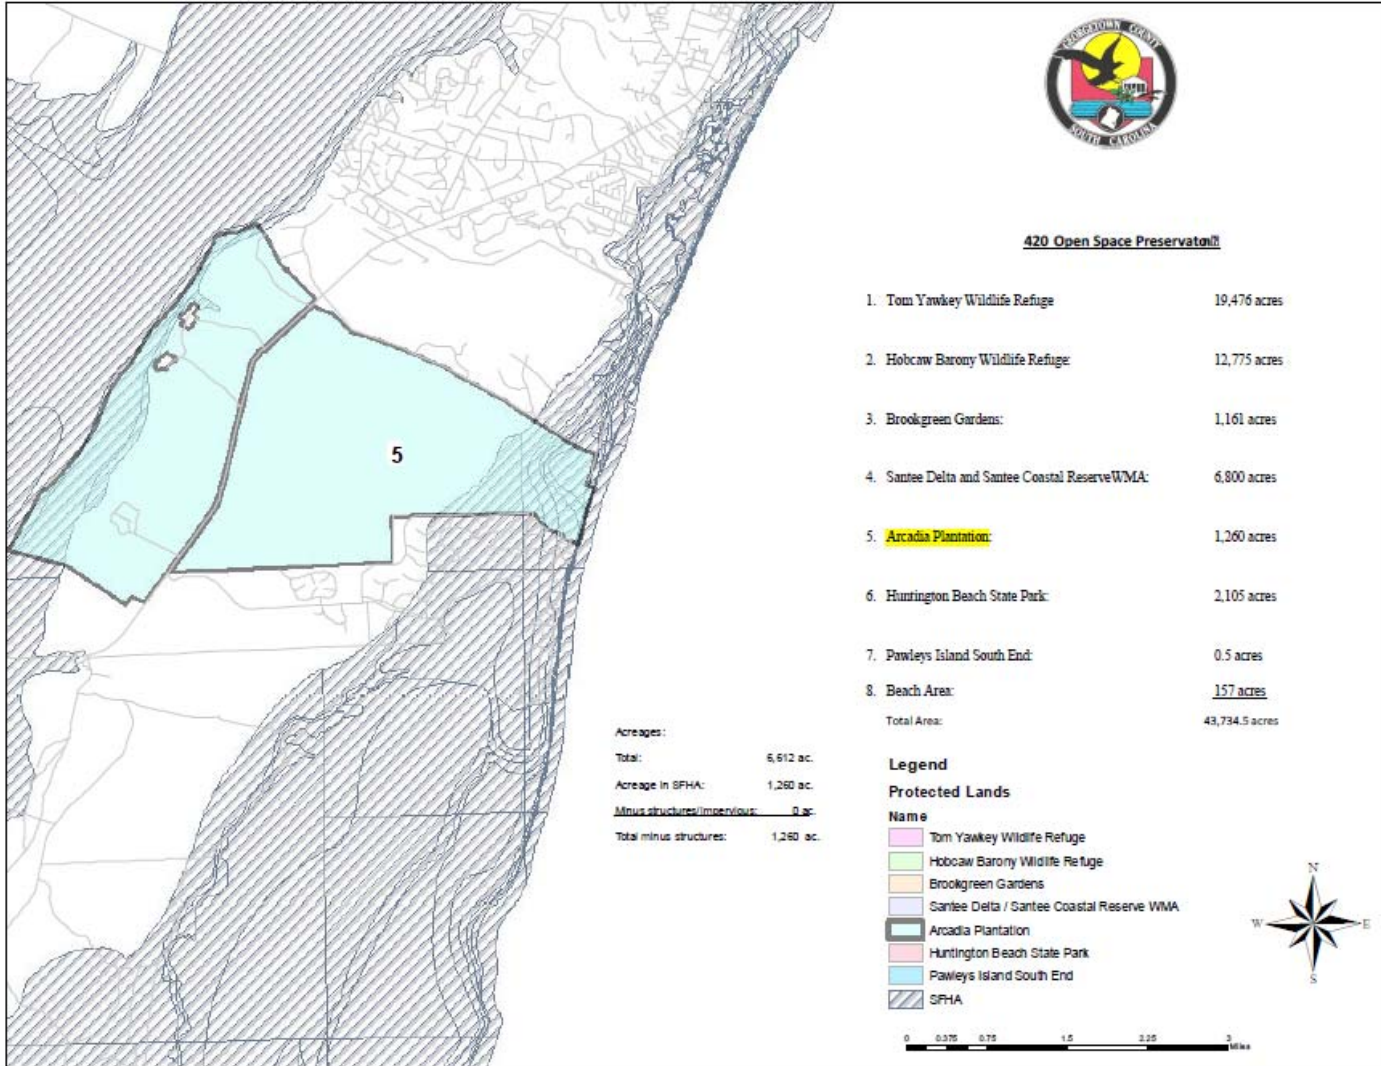 GEORGETOWN COUNTY
SOUTH CAROLINA
420 Open Space Preservation
1. Tom Yawkey Wildlife Refuge 19,476 acres
2. Hobcaw Barony Wildlife Refuge: 12,775 acres
3. Brookgreen Gardens: 1,161 acres
4. Santee Delta and Santee Coastal ReserveWMA: 6,800 acres
5. Arcadia Plantation: 1,260 acres
6. Huntington Beach State Park: 2,105 acres
7. Pawleys Island South End: 0.5 acres
8. Beach Area: 157 acres
Total Area: 43,734.5 acres
5
Acreages:
Total: 6,612 ac.
Acreage in SFHA: 1,260 ac.
Minus structures/impervious: 0 ac.
Total minus structures: 1,260 ac.
Legend
Protected Lands
Name
Tom Yawkey Wildlife Refuge
Hobcaw Barony Wildlife Refuge
Brookgreen Gardens
Santee Delta / Santee Coastal Reserve WMA
Arcadia Plantation
Huntington Beach State Park
Pawleys Island South End
SFHA
N
W E
S
0 0.375 0.75 1.5 2.25 3
Miles